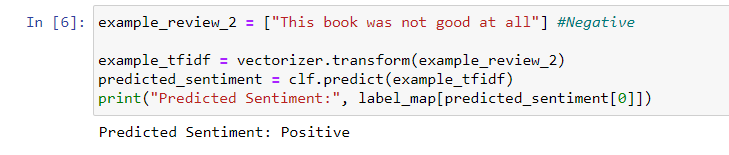 In [6]: example_review_2 = ["This book was not good at all"] #Negative
example_tfidf = vectorizer.transform(example_review_2)
predicted_sentiment = clf.predict(example_tfidf)
print("Predicted Sentiment:", label_map[predicted_sentiment[0]])
Predicted Sentiment: Positive